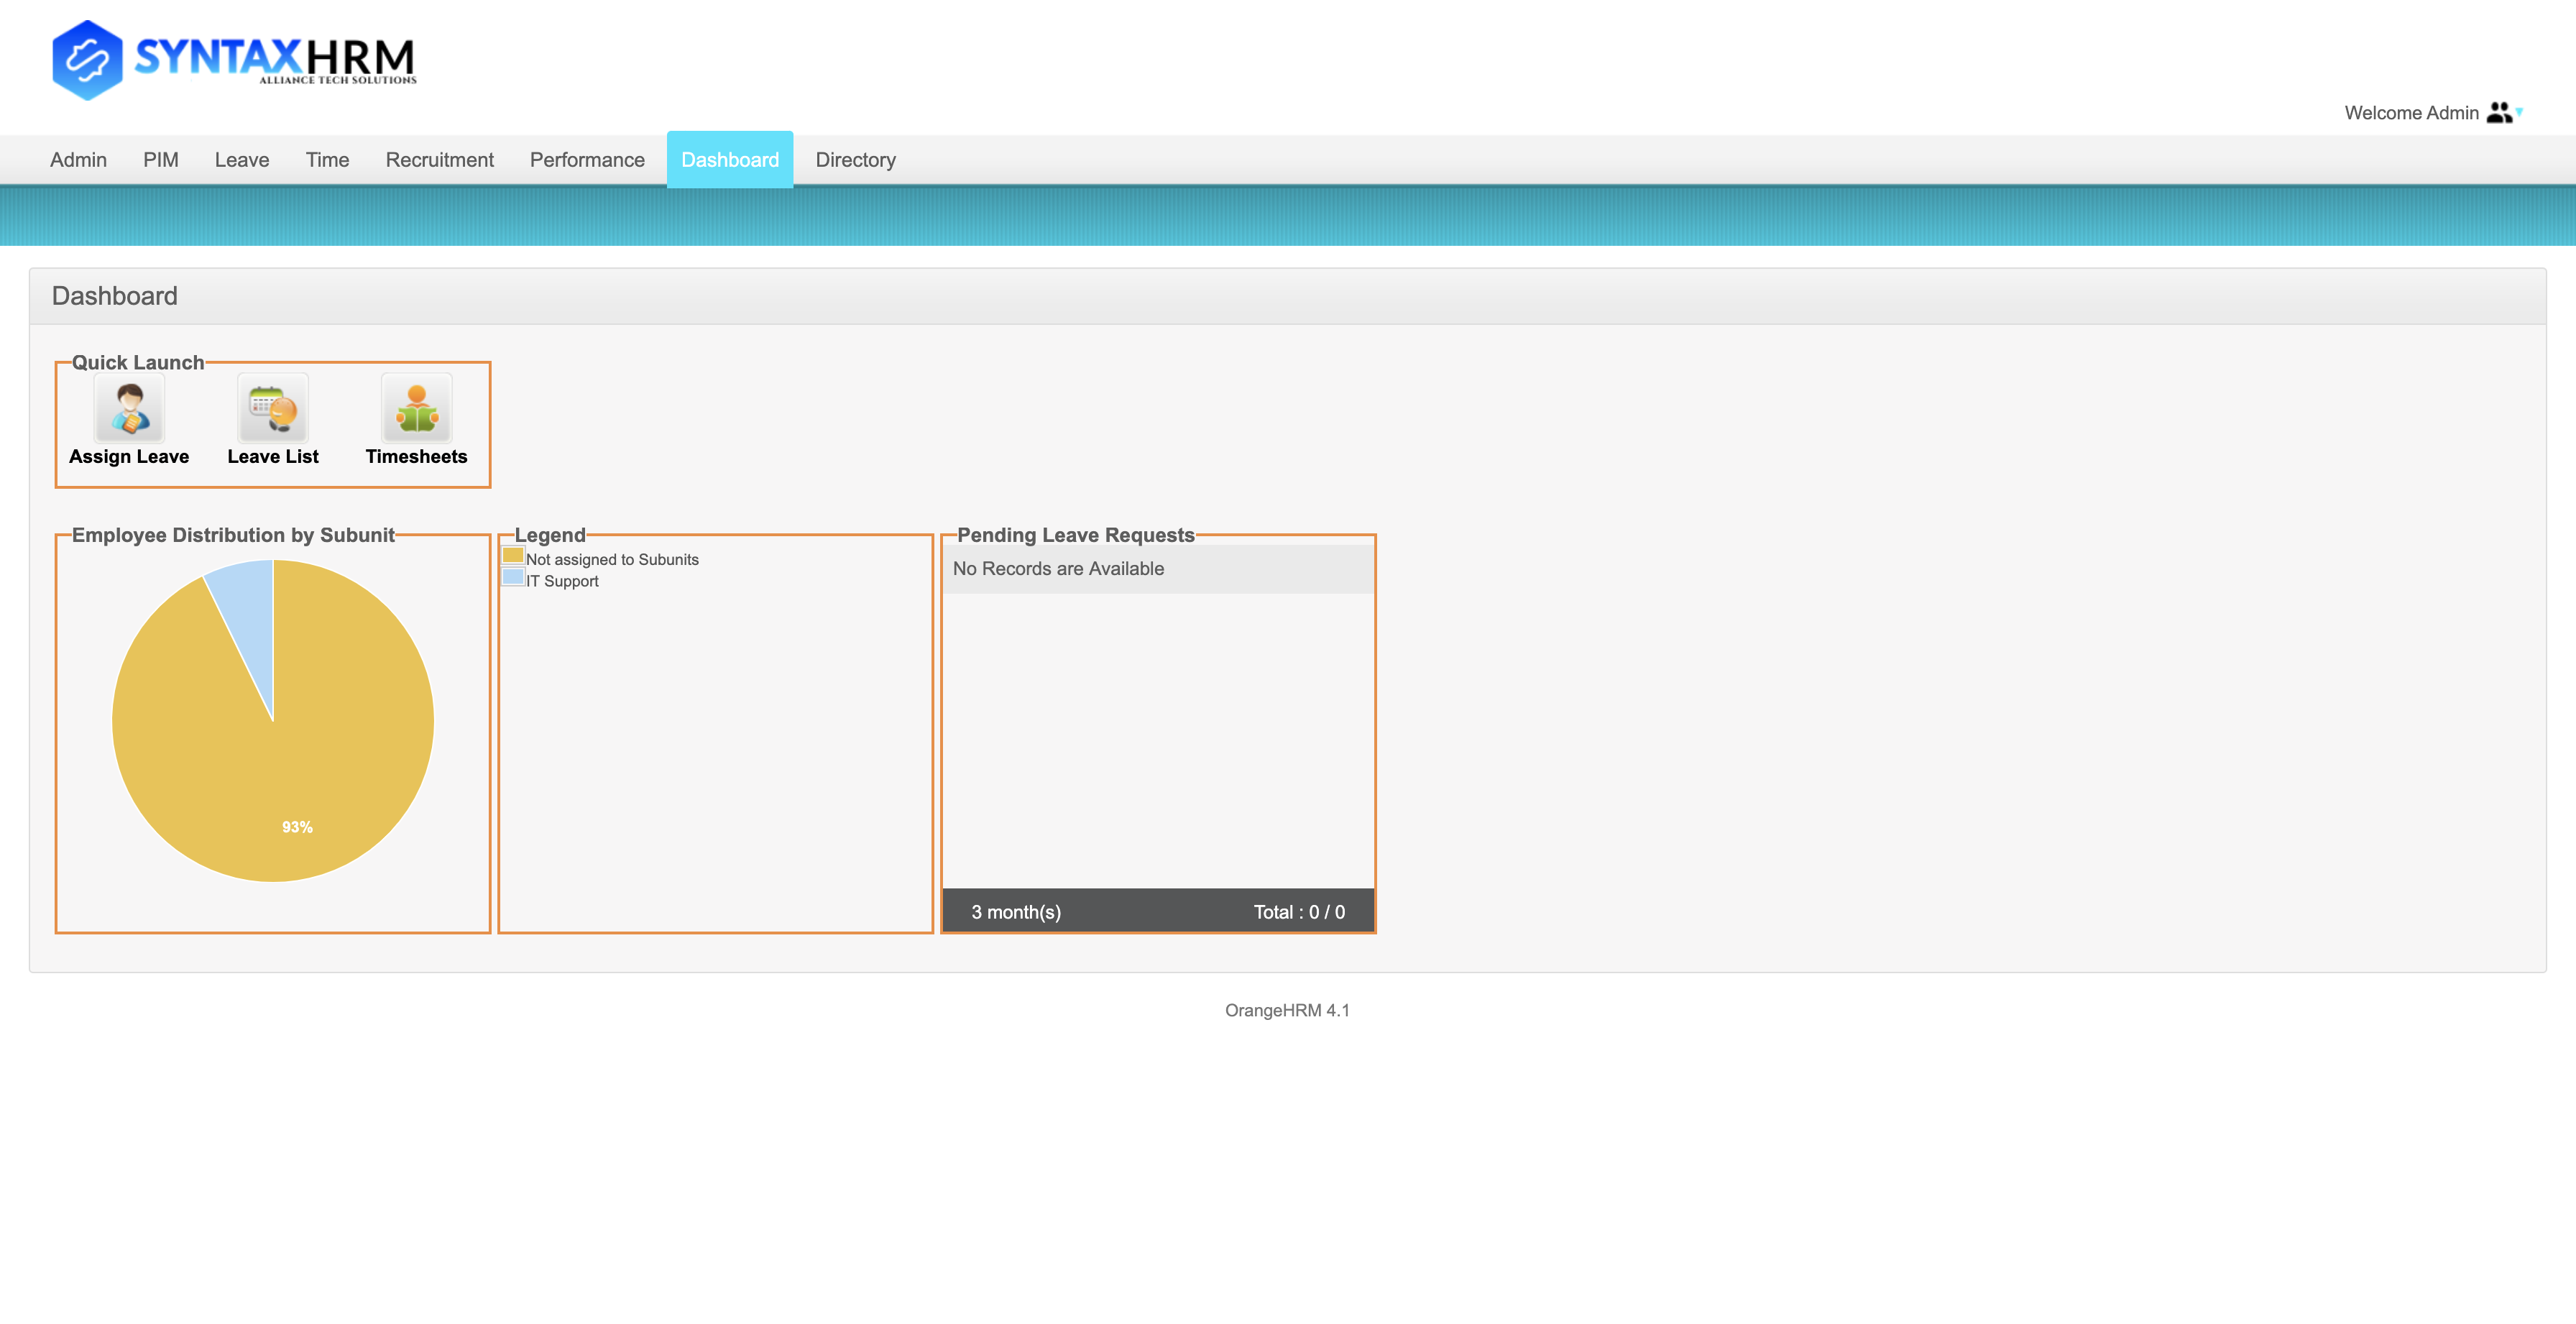 SYNTAXHRM
ALLIANCE TECH SOLUTIONS
Welcome Admin
Admin PIM Leave Time Recruitment Performance Dashboard Directory
Dashboard
Quick Launch
Assign Leave Leave List Timesheets
Employee Distribution by Subunit
93%
Legend
Not assigned to Subunits
IT Support
Pending Leave Requests
No Records are Available
3 month(s) Total : 0 / 0
OrangeHRM 4.1